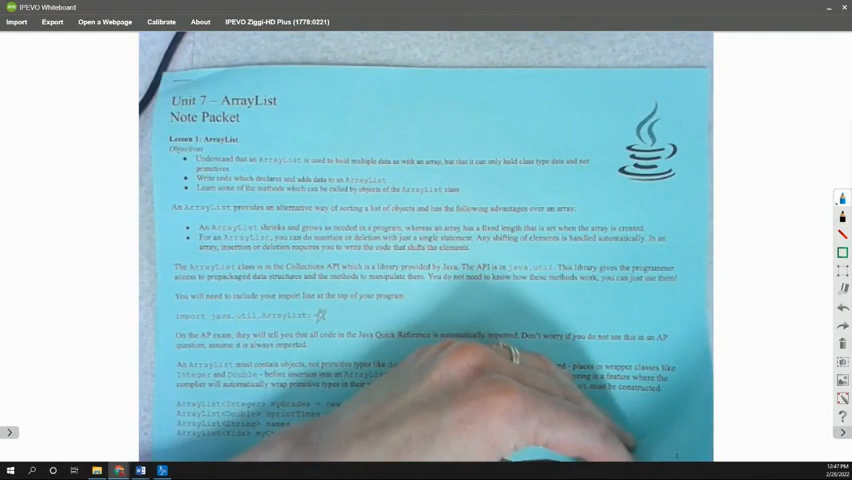 IPEVO Whiteboard
Import Export Open a Webpage Calibrate About IPEVO Ziggi-HD Plus (1778:0221)
Unit 7 – ArrayList
Note Packet
Lesson 1: ArrayList
Objectives
Understand that an ArrayList is used to hold multiple data as with an array, but that it can only hold class type data and not
primitives
Write code which declares and adds data to an ArrayList
Learn some of the methods which can be called by objects of the ArrayList class
An ArrayList provides an alternative way of sorting a list of objects and has the following advantages over an array.
An ArrayList shrinks and grows as needed in a program, whereas an array has a fixed length that is set when the array is created.
For an ArrayList, you can do insertion or deletion with just a single statement. Any shifting of elements is handled automatically. In an
array, insertion or deletion requires you to write the code that shifts the elements.
The ArrayList class is in the Collections API which is a library provided by Java. The API is in java.util. This library gives the programmer
access to prepackaged data structures and the methods to manipulate them. You do not need to know how these methods work, you can just use them!
You will need to include your import line at the top of your program:
import java.util.ArrayList;
On the AP exam, they will tell you that all code in the Java Quick Reference is automatically imported. Don't worry if you do not see this in an AP
question, assume it is always imported.
An ArrayList must contain objects, not primitive types like - places in wrapper classes like
Integer and Double - before insertion into an is a feature where the
complier will automatically wrap primitive types in their must be constructed.
ArrayList<Integer> myGrades = new
ArrayList<Double> sprintTimes
ArrayList<String> names
ArrayList<Kids>
1
12:47 PM
2/28/2022